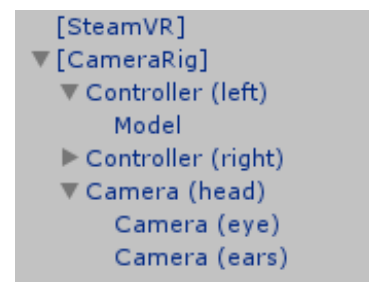 [SteamVR]
[CameraRig]
Controller (left)
Model
Controller (right)
Camera (head)
Camera (eye)
Camera (ears)